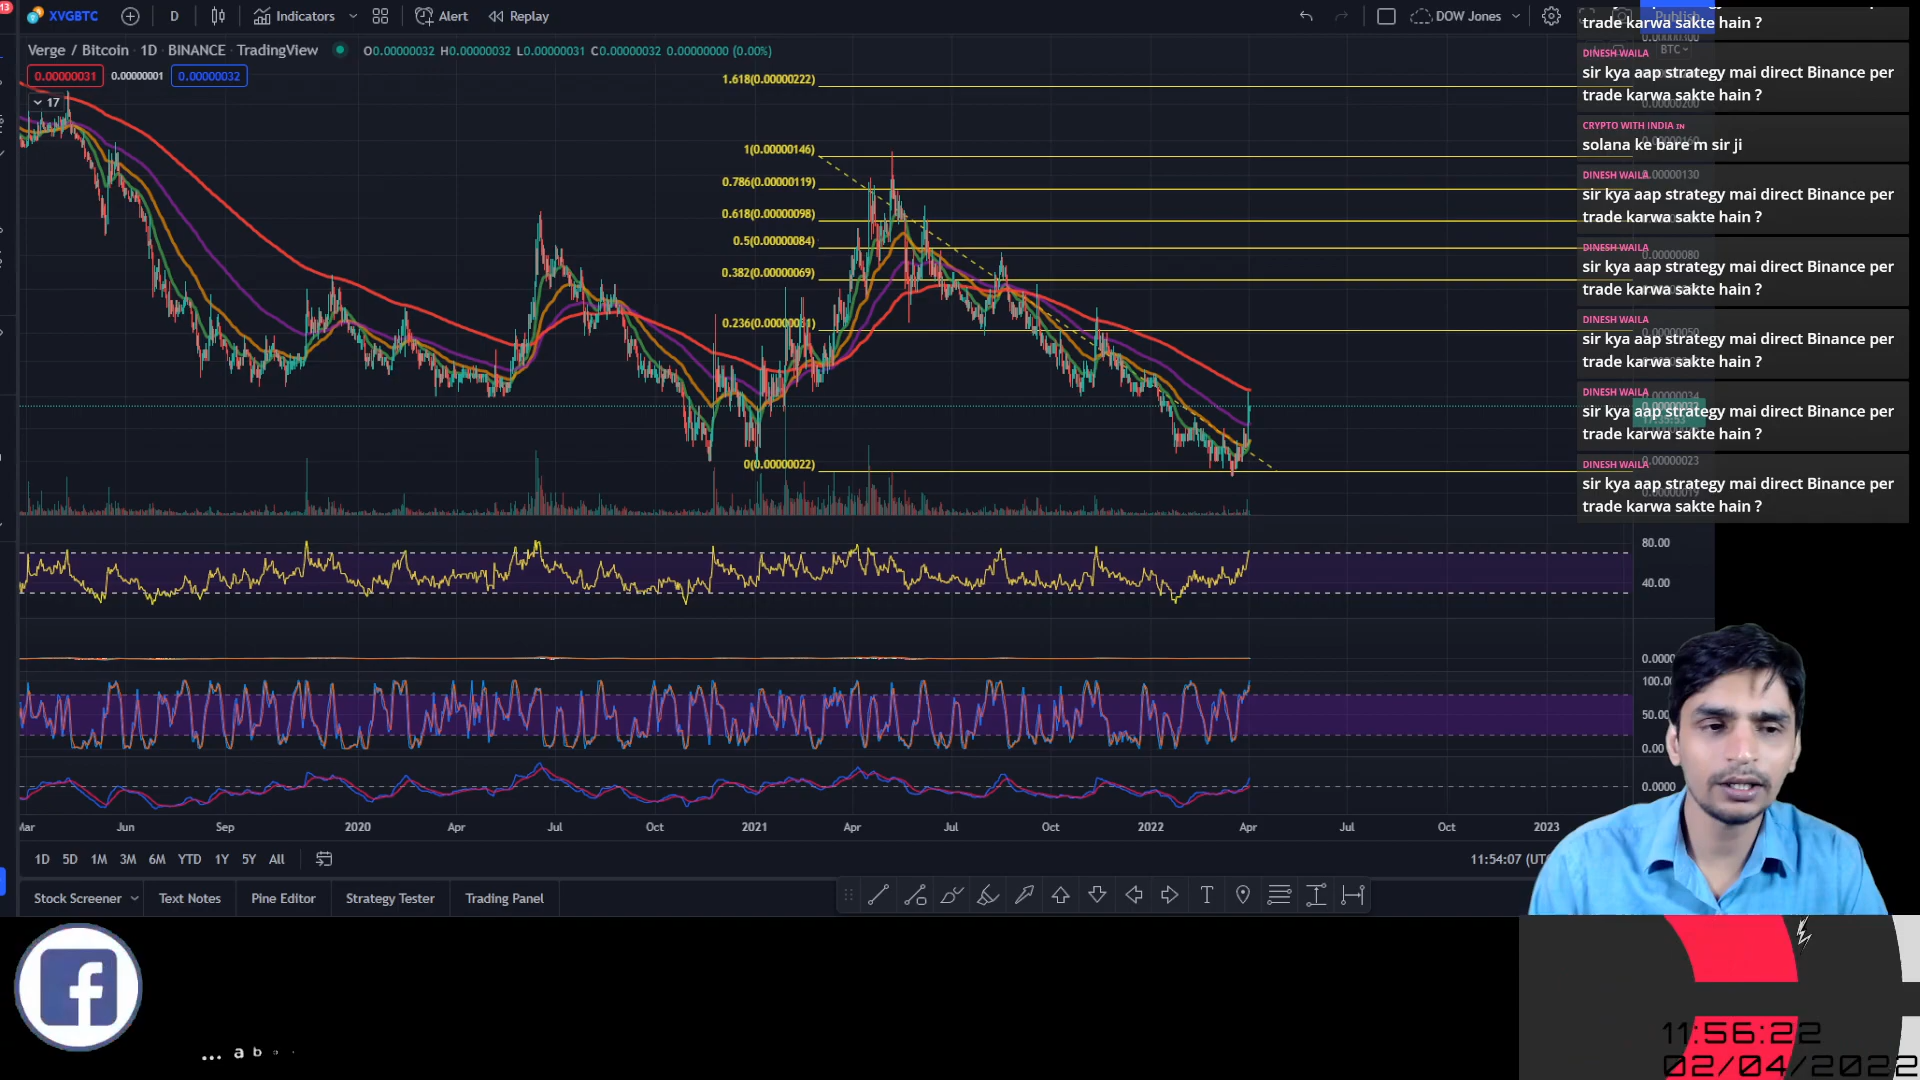 13
XVGBTC
D
Indicators
Alert
Replay
DOW Jones
Publish
Verge / Bitcoin · 1D · BINANCE · TradingView
O0.00000032 H0.00000032 L0.00000031 C0.00000032 0.00000000 (0.00%)
0.00000031
0.00000001
0.00000032
17
BTC
1.618(0.00000222)
1(0.00000146)
0.786(0.00000119)
0.618(0.00000098)
0.5(0.00000084)
0.382(0.00000069)
0(0.00000022)
trade karwa sakte hain ?
DINESH WAILA
sir kya aap strategy mai direct Binance per
trade karwa sakte hain ?
CRYPTO WITH INDIA IN
solana ke bare m sir ji
DINESH WAILA
sir kya aap strategy mai direct Binance per
trade karwa sakte hain ?
DINESH WAILA
sir kya aap strategy mai direct Binance per
trade karwa sakte hain ?
DINESH WAILA
sir kya aap strategy mai direct Binance per
trade karwa sakte hain ?
DINESH WAILA
sir kya aap strategy mai direct Binance per
trade karwa sakte hain ?
DINESH WAILA
sir kya aap strategy mai direct Binance per
trade karwa sakte hain ?
80.00
40.00
0.0000
100.00
50.00
0.00
0.0000
Mar
Jun
Sep
2020
Apr
Jul
Oct
2021
Apr
Jul
Oct
2022
Apr
Jul
Oct
2023
1D 5D 1M 3M 6M YTD 1Y 5Y All
11:54:07 (UTC
Stock Screener
Text Notes
Pine Editor
Strategy Tester
Trading Panel
T
f
... a b
11:56:22
02/04/2022